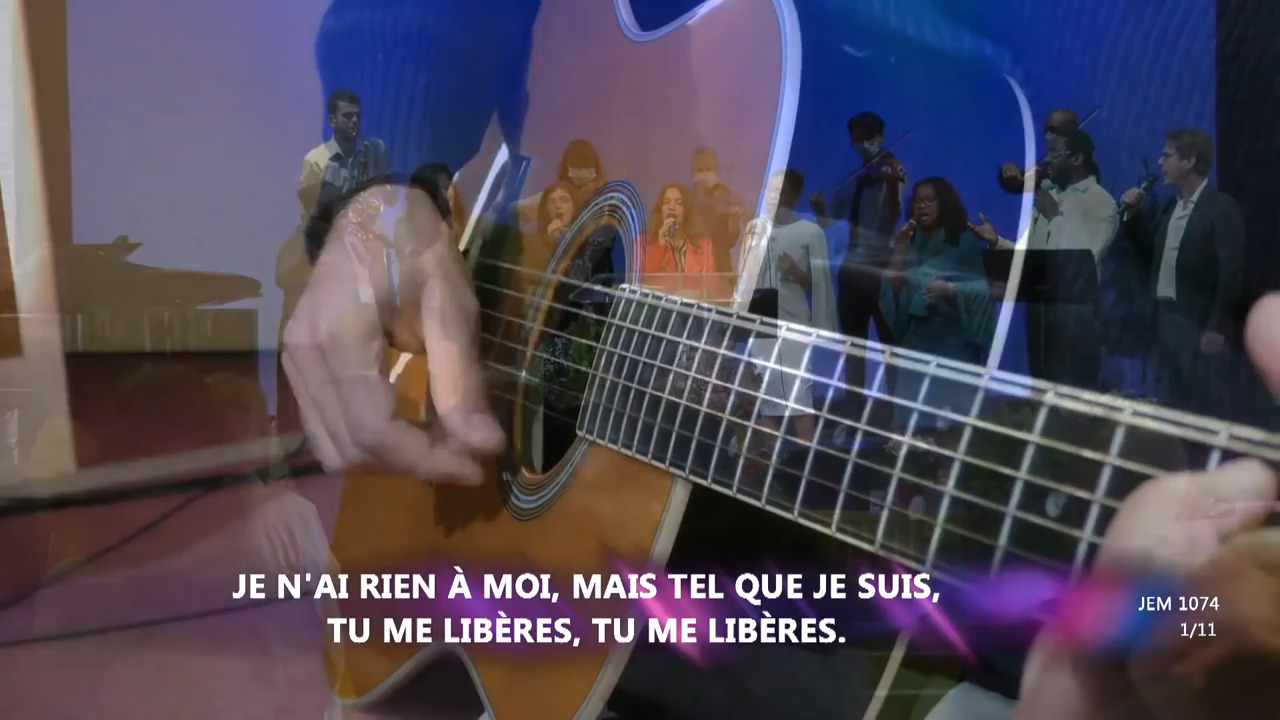 JE N'AI RIEN À MOI, MAIS TEL QUE JE SUIS,
TU ME LIBÈRES, TU ME LIBÈRES.
JEM 1074
1/11